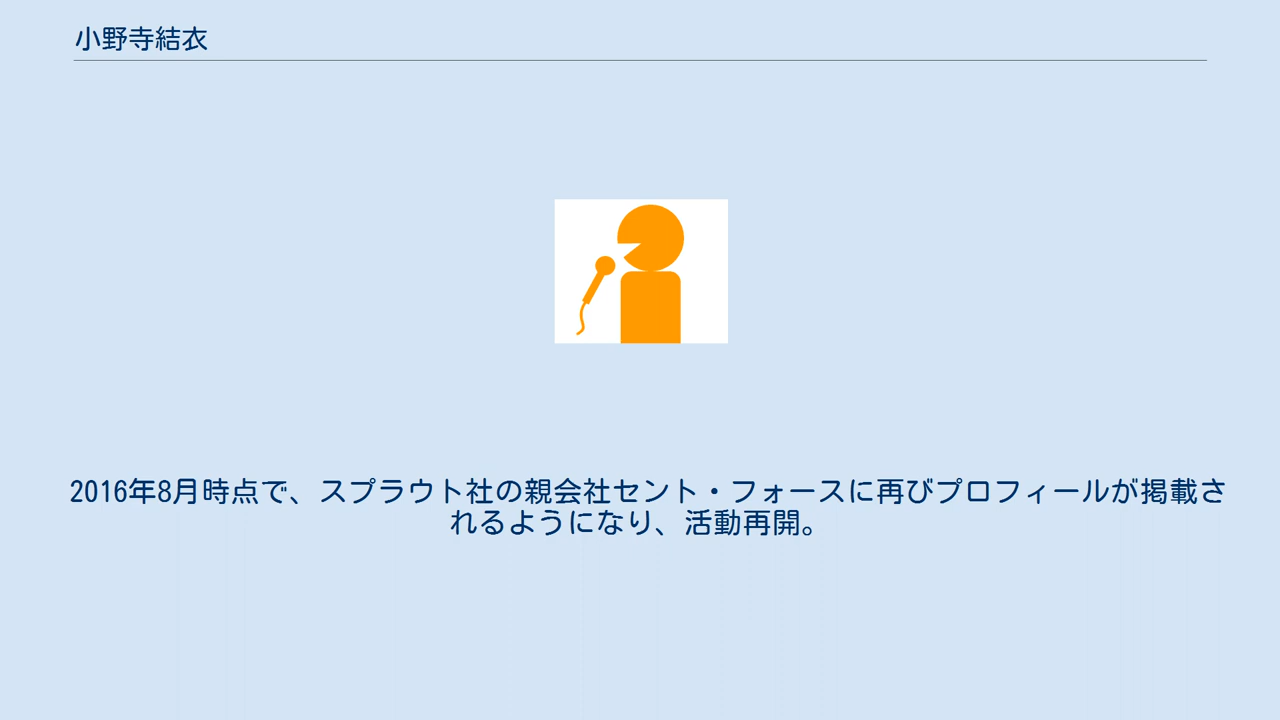 小野寺結衣
2016年8月時点で、スプラウト社の親会社セント・フォースに再びプロフィールが掲載さ
れるようになり、活動再開。